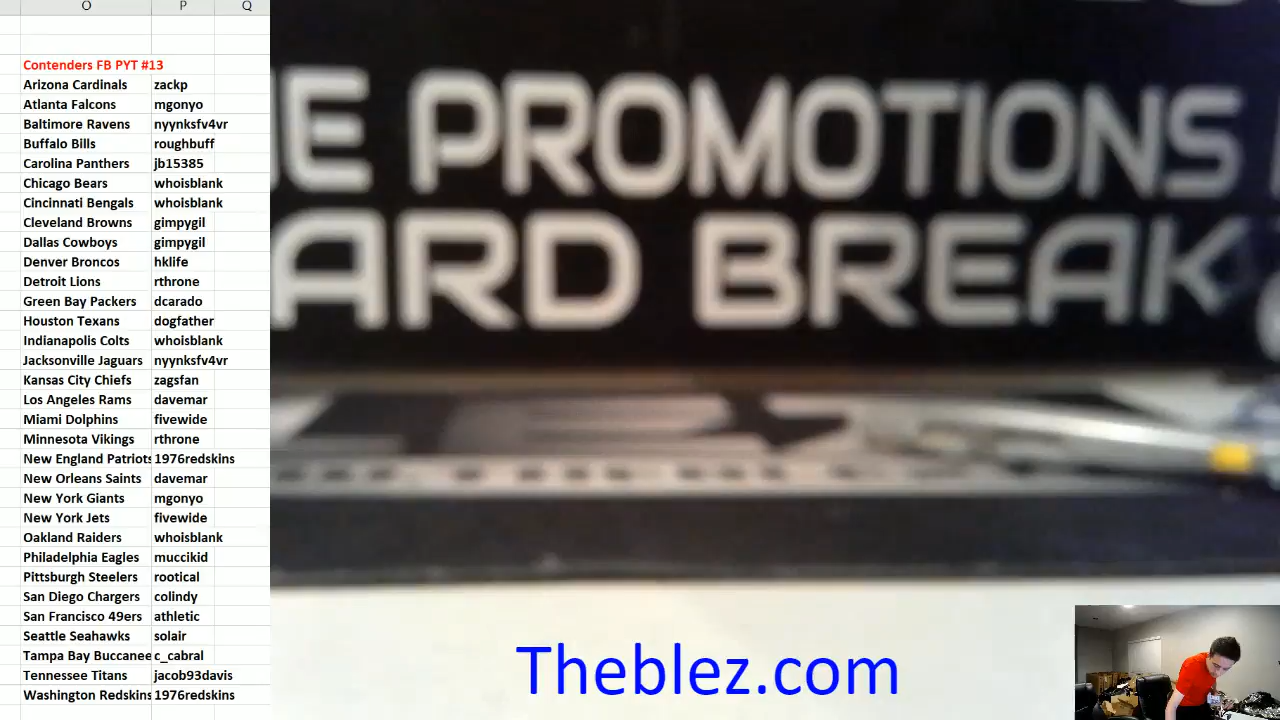 O P Q
Contenders FB PYT #13
Arizona Cardinals zackp
Atlanta Falcons mgonyo
Baltimore Ravens nyynksfv4vr
Buffalo Bills roughbuff
Carolina Panthers jb15385
Chicago Bears whoisblank
Cincinnati Bengals whoisblank
Cleveland Browns gimpygil
Dallas Cowboys gimpygil
Denver Broncos hklife
Detroit Lions rthrone
Green Bay Packers dcarado
Houston Texans dogfather
Indianapolis Colts whoisblank
Jacksonville Jaguars nyynksfv4vr
Kansas City Chiefs zagsfan
Los Angeles Rams davemar
Miami Dolphins fivewide
Minnesota Vikings rthrone
New England Patriots 1976redskins
New Orleans Saints davemar
New York Giants mgonyo
New York Jets fivewide
Oakland Raiders whoisblank
Philadelphia Eagles muccikid
Pittsburgh Steelers rootical
San Diego Chargers colindy
San Francisco 49ers athletic
Seattle Seahawks solair
Tampa Bay Buccanee c_cabral
Tennessee Titans jacob93davis
Washington Redskins 1976redskins
E PROMOTIONS
ARD BREAK
Theblez.com